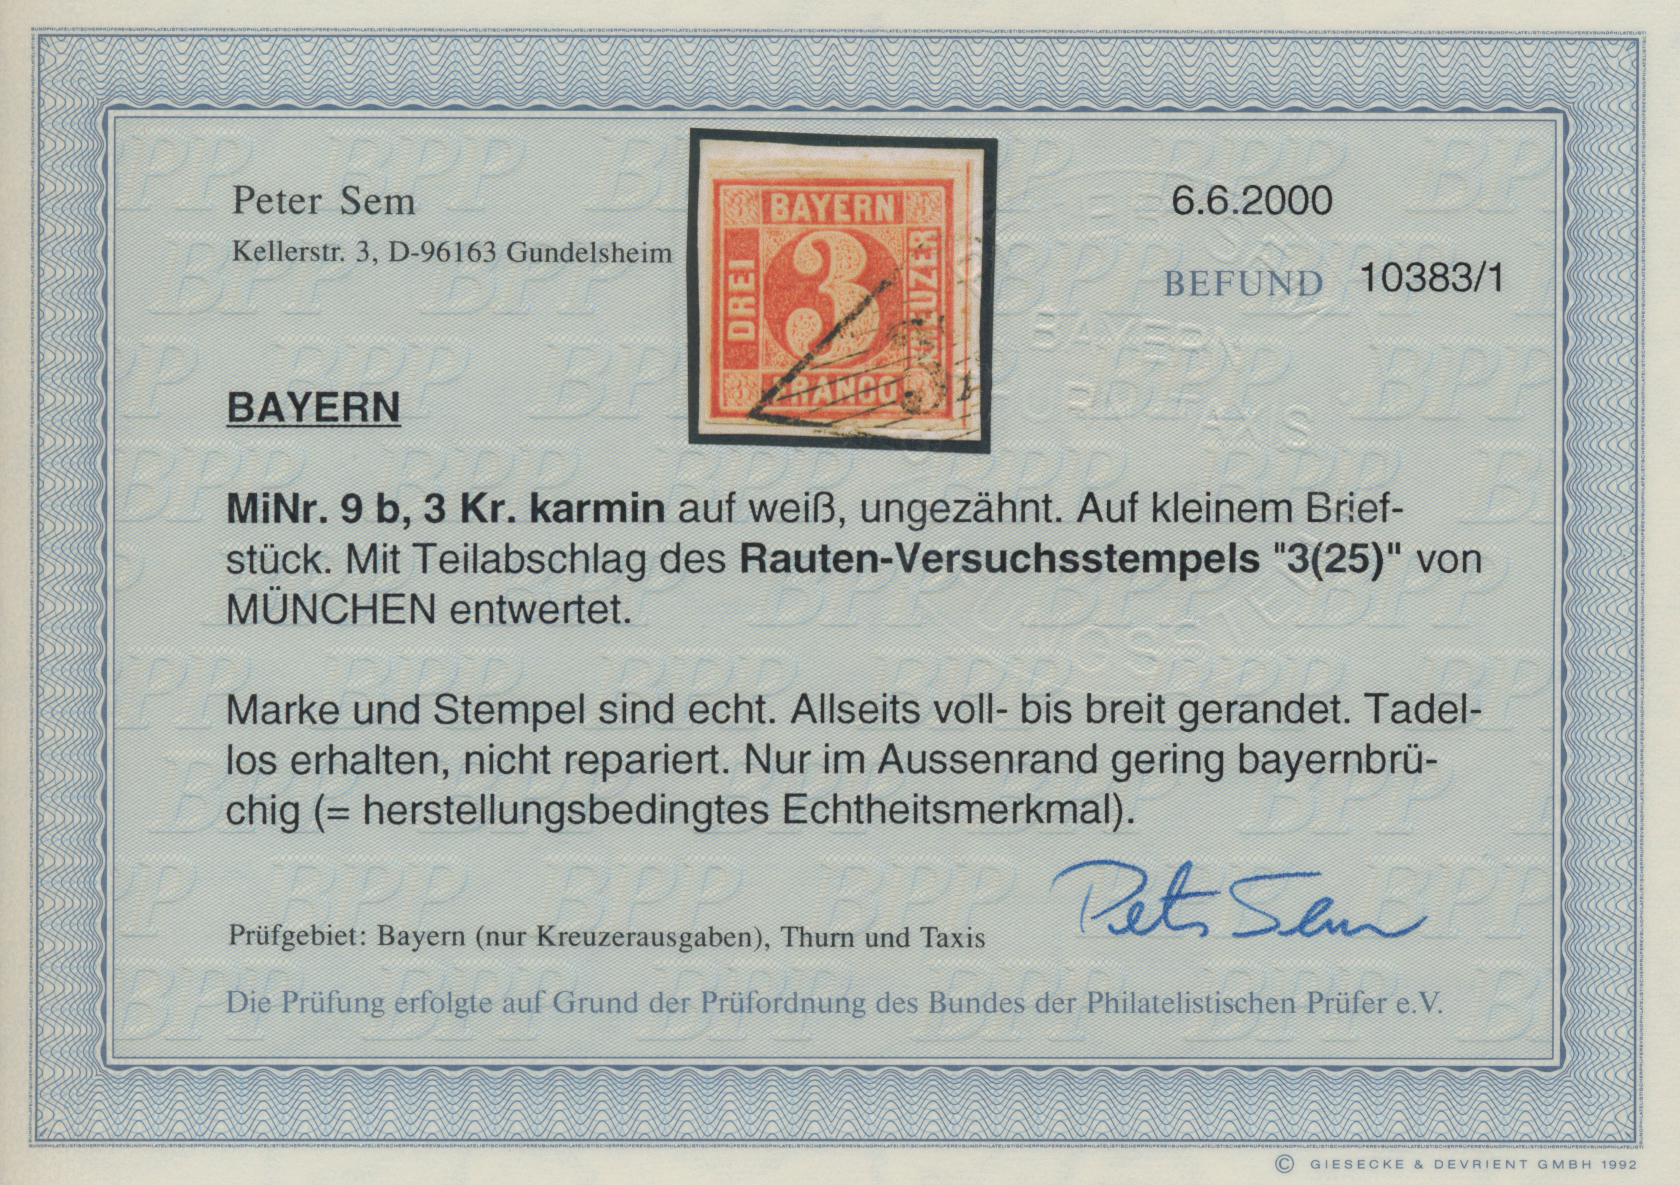 Peter Sem
Kellerstr. 3, D-96163 Gundelsheim
BAYERN
DREI
3
KREUZER
FRANCO
6.6.2000
BEFUND 10383/1
BAYERN
MiNr. 9 b, 3 Kr. karmin auf weiß, ungezähnt. Auf kleinem Brief-
stück. Mit Teilabschlag des Rauten-Versuchsstempels "3(25)" von
MÜNCHEN entwertet.
Marke und Stempel sind echt. Allseits voll- bis breit gerandet. Tadel-
los erhalten, nicht repariert. Nur im Aussenrand gering bayernbrü-
chig (= herstellungsbedingtes Echtheitsmerkmal).
Peter Sem
Prüfgebiet: Bayern (nur Kreuzerausgaben), Thurn und Taxis
Die Prüfung erfolgte auf Grund der Prüfordnung des Bundes der Philatelistischen Prüfer e.V.
© GIESECKE & DEVRIENT GMBH 1992